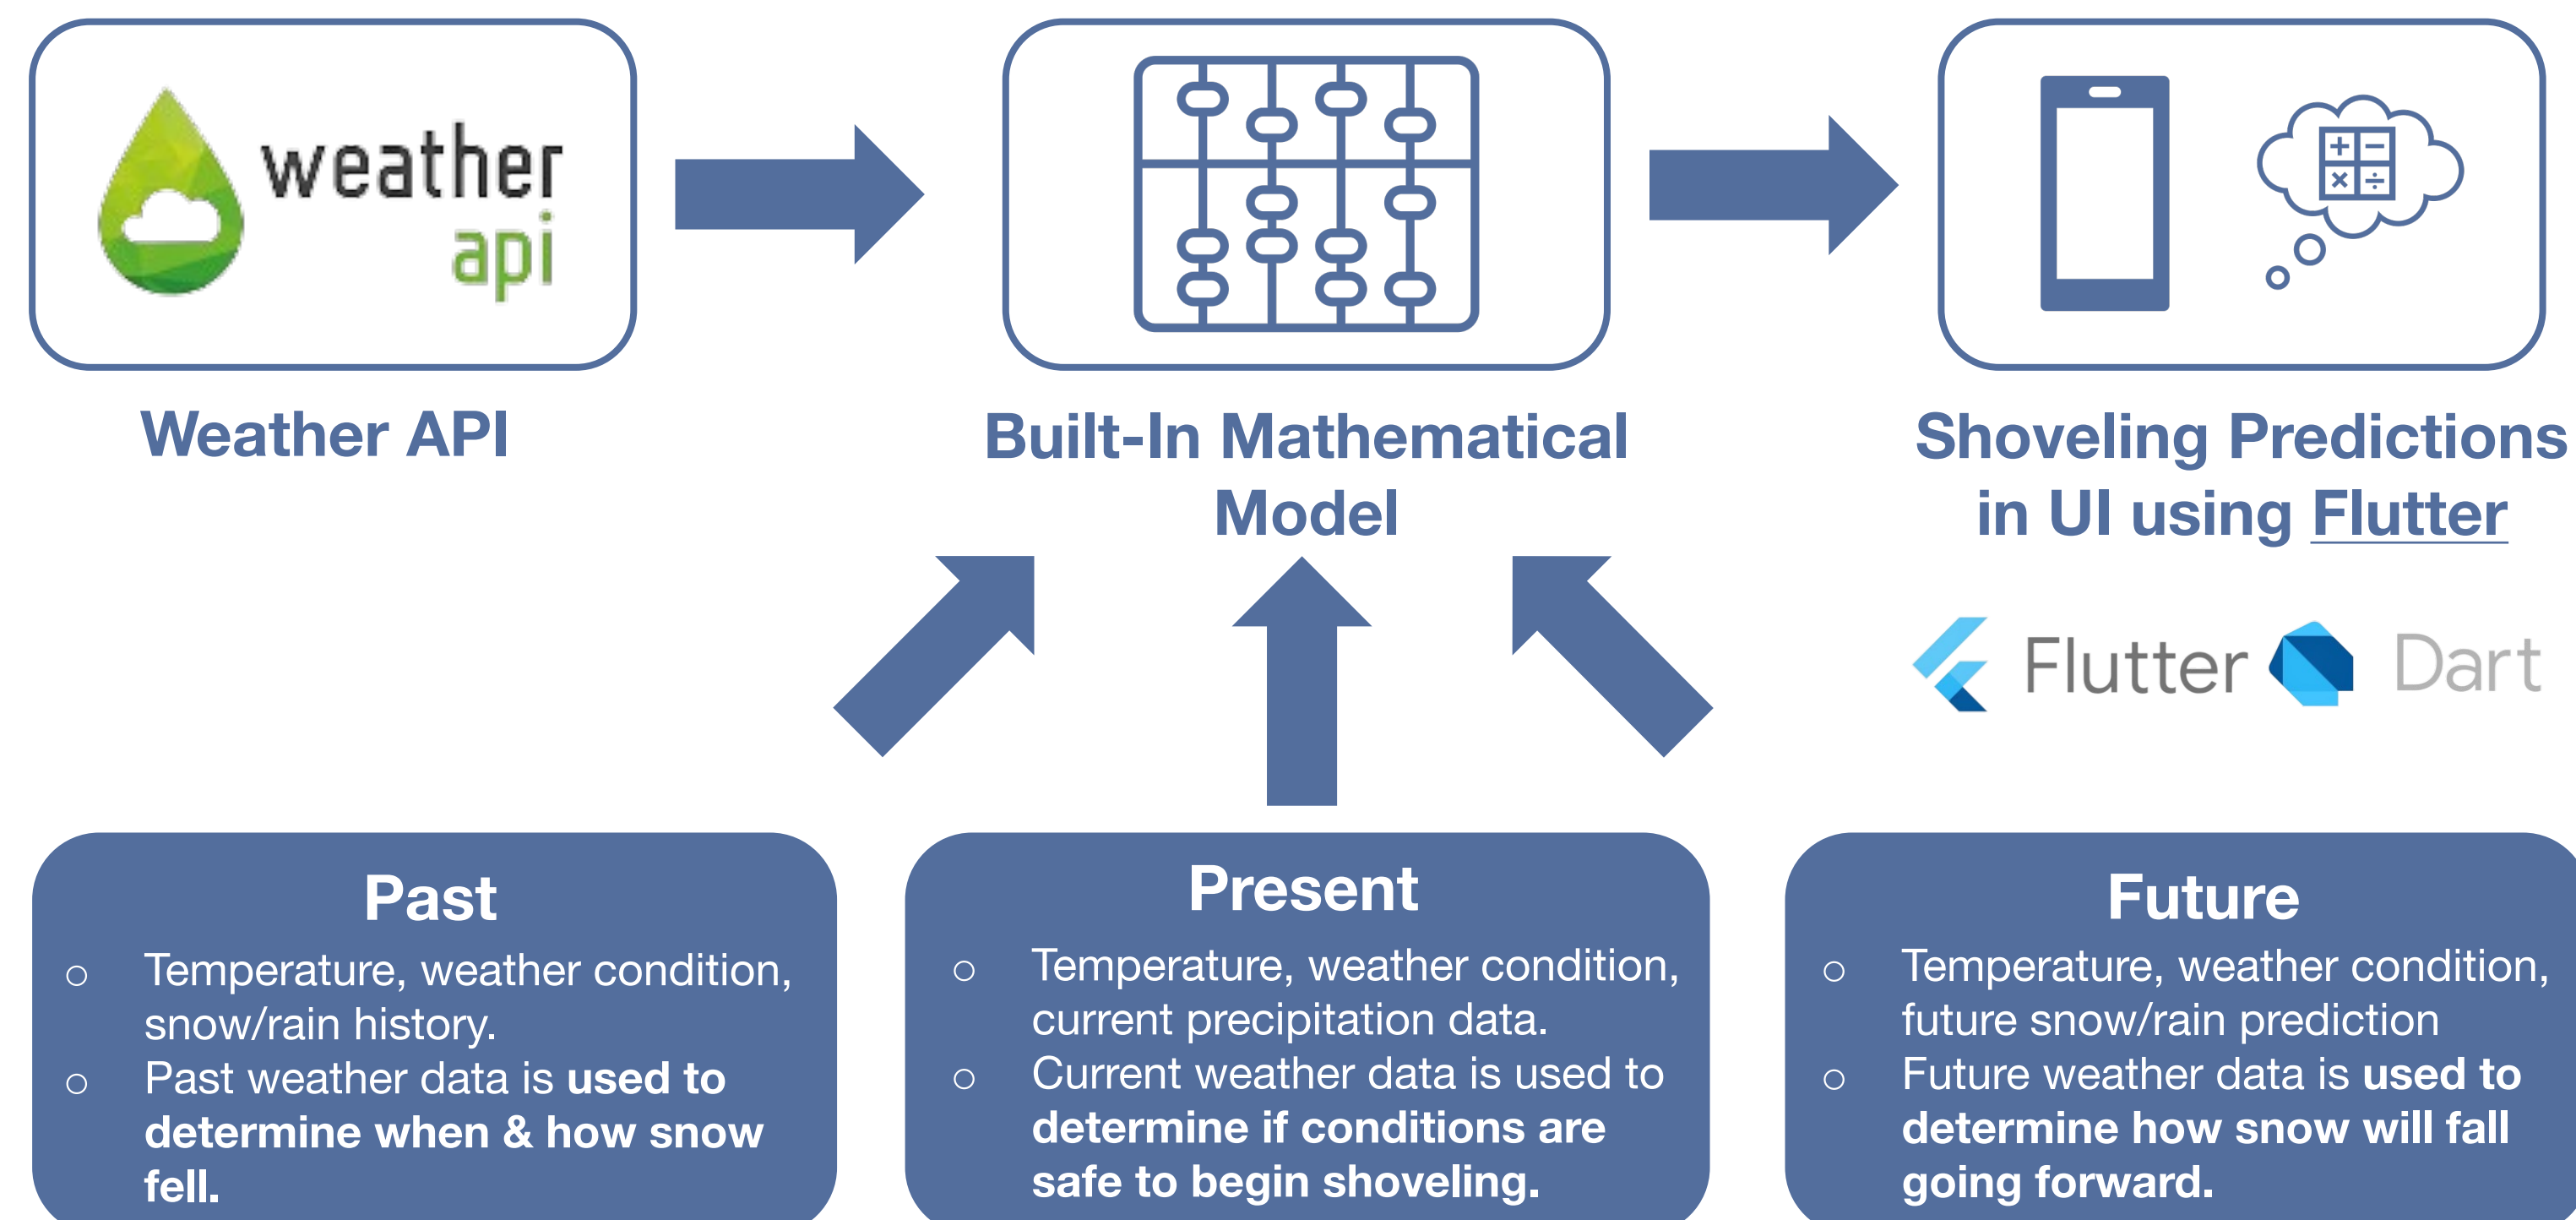 weather
api
Weather API
Built-In Mathematical
Model
Shoveling Predictions
in UI using Flutter
Flutter
Dart
Past
○ Temperature, weather condition,
snow/rain history.
○ Past weather data is used to
determine when & how snow
fell.
Present
○ Temperature, weather condition,
current precipitation data.
○ Current weather data is used to
determine if conditions are
safe to begin shoveling.
Future
○ Temperature, weather condition,
future snow/rain prediction
○ Future weather data is used to
determine how snow will fall
going forward.